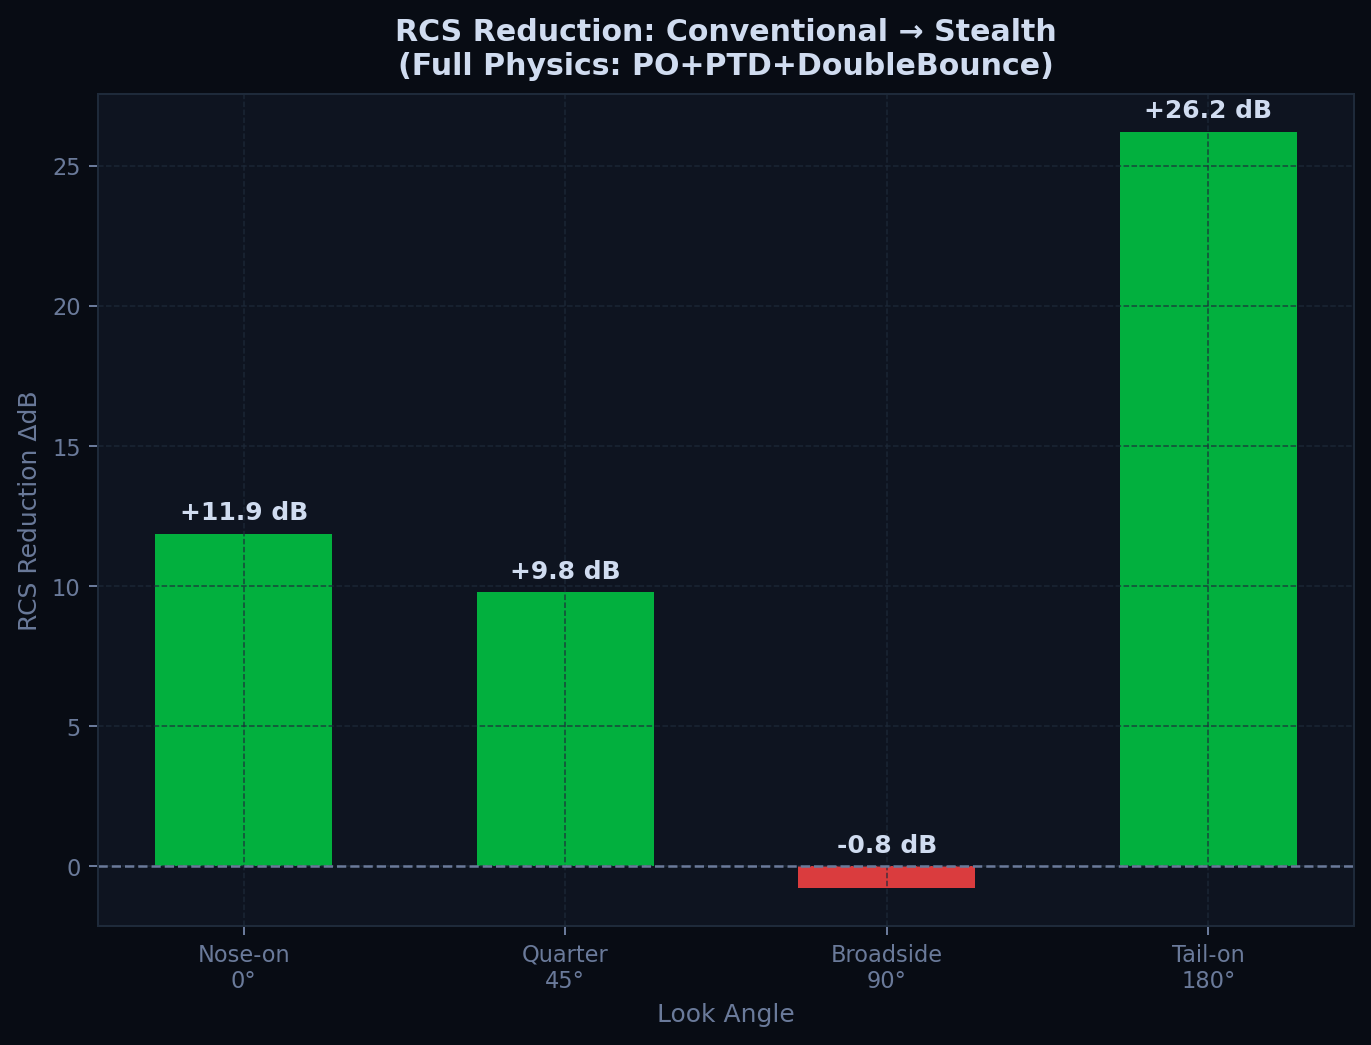 RCS Reduction: Conventional → Stealth
(Full Physics: PO+PTD+DoubleBounce)
+26.2 dB
+11.9 dB
+9.8 dB
-0.8 dB
RCS Reduction ΔdB
25
20
15
10
5
0
Nose-on
0°
Quarter
45°
Broadside
90°
Tail-on
180°
Look Angle